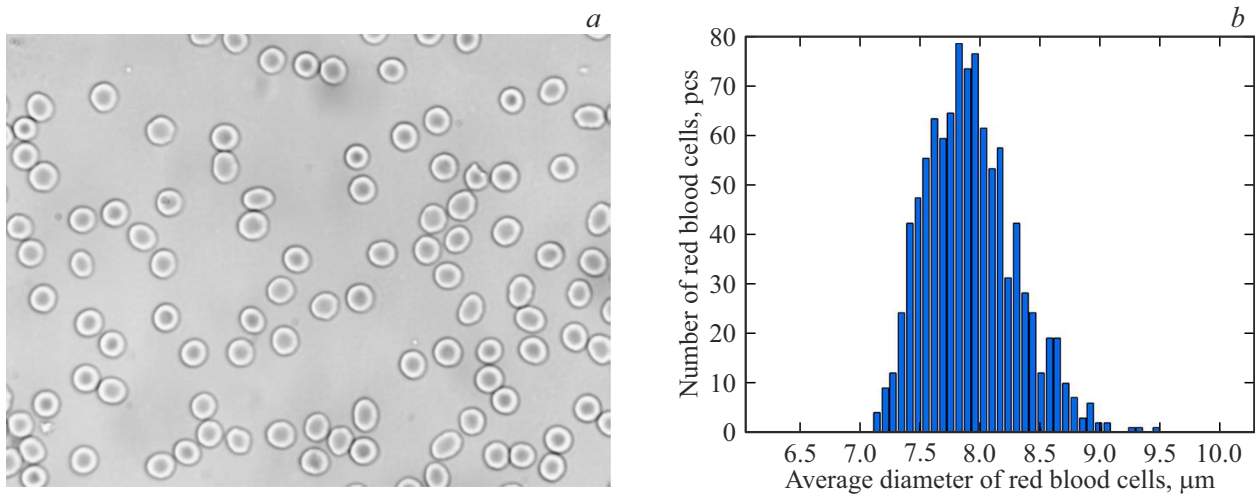 a
b
80
70
60
50
40
30
20
10
0
Number of red blood cells, pcs
6.5 7.0 7.5 8.0 8.5 9.0 9.5 10.0
Average diameter of red blood cells, μm